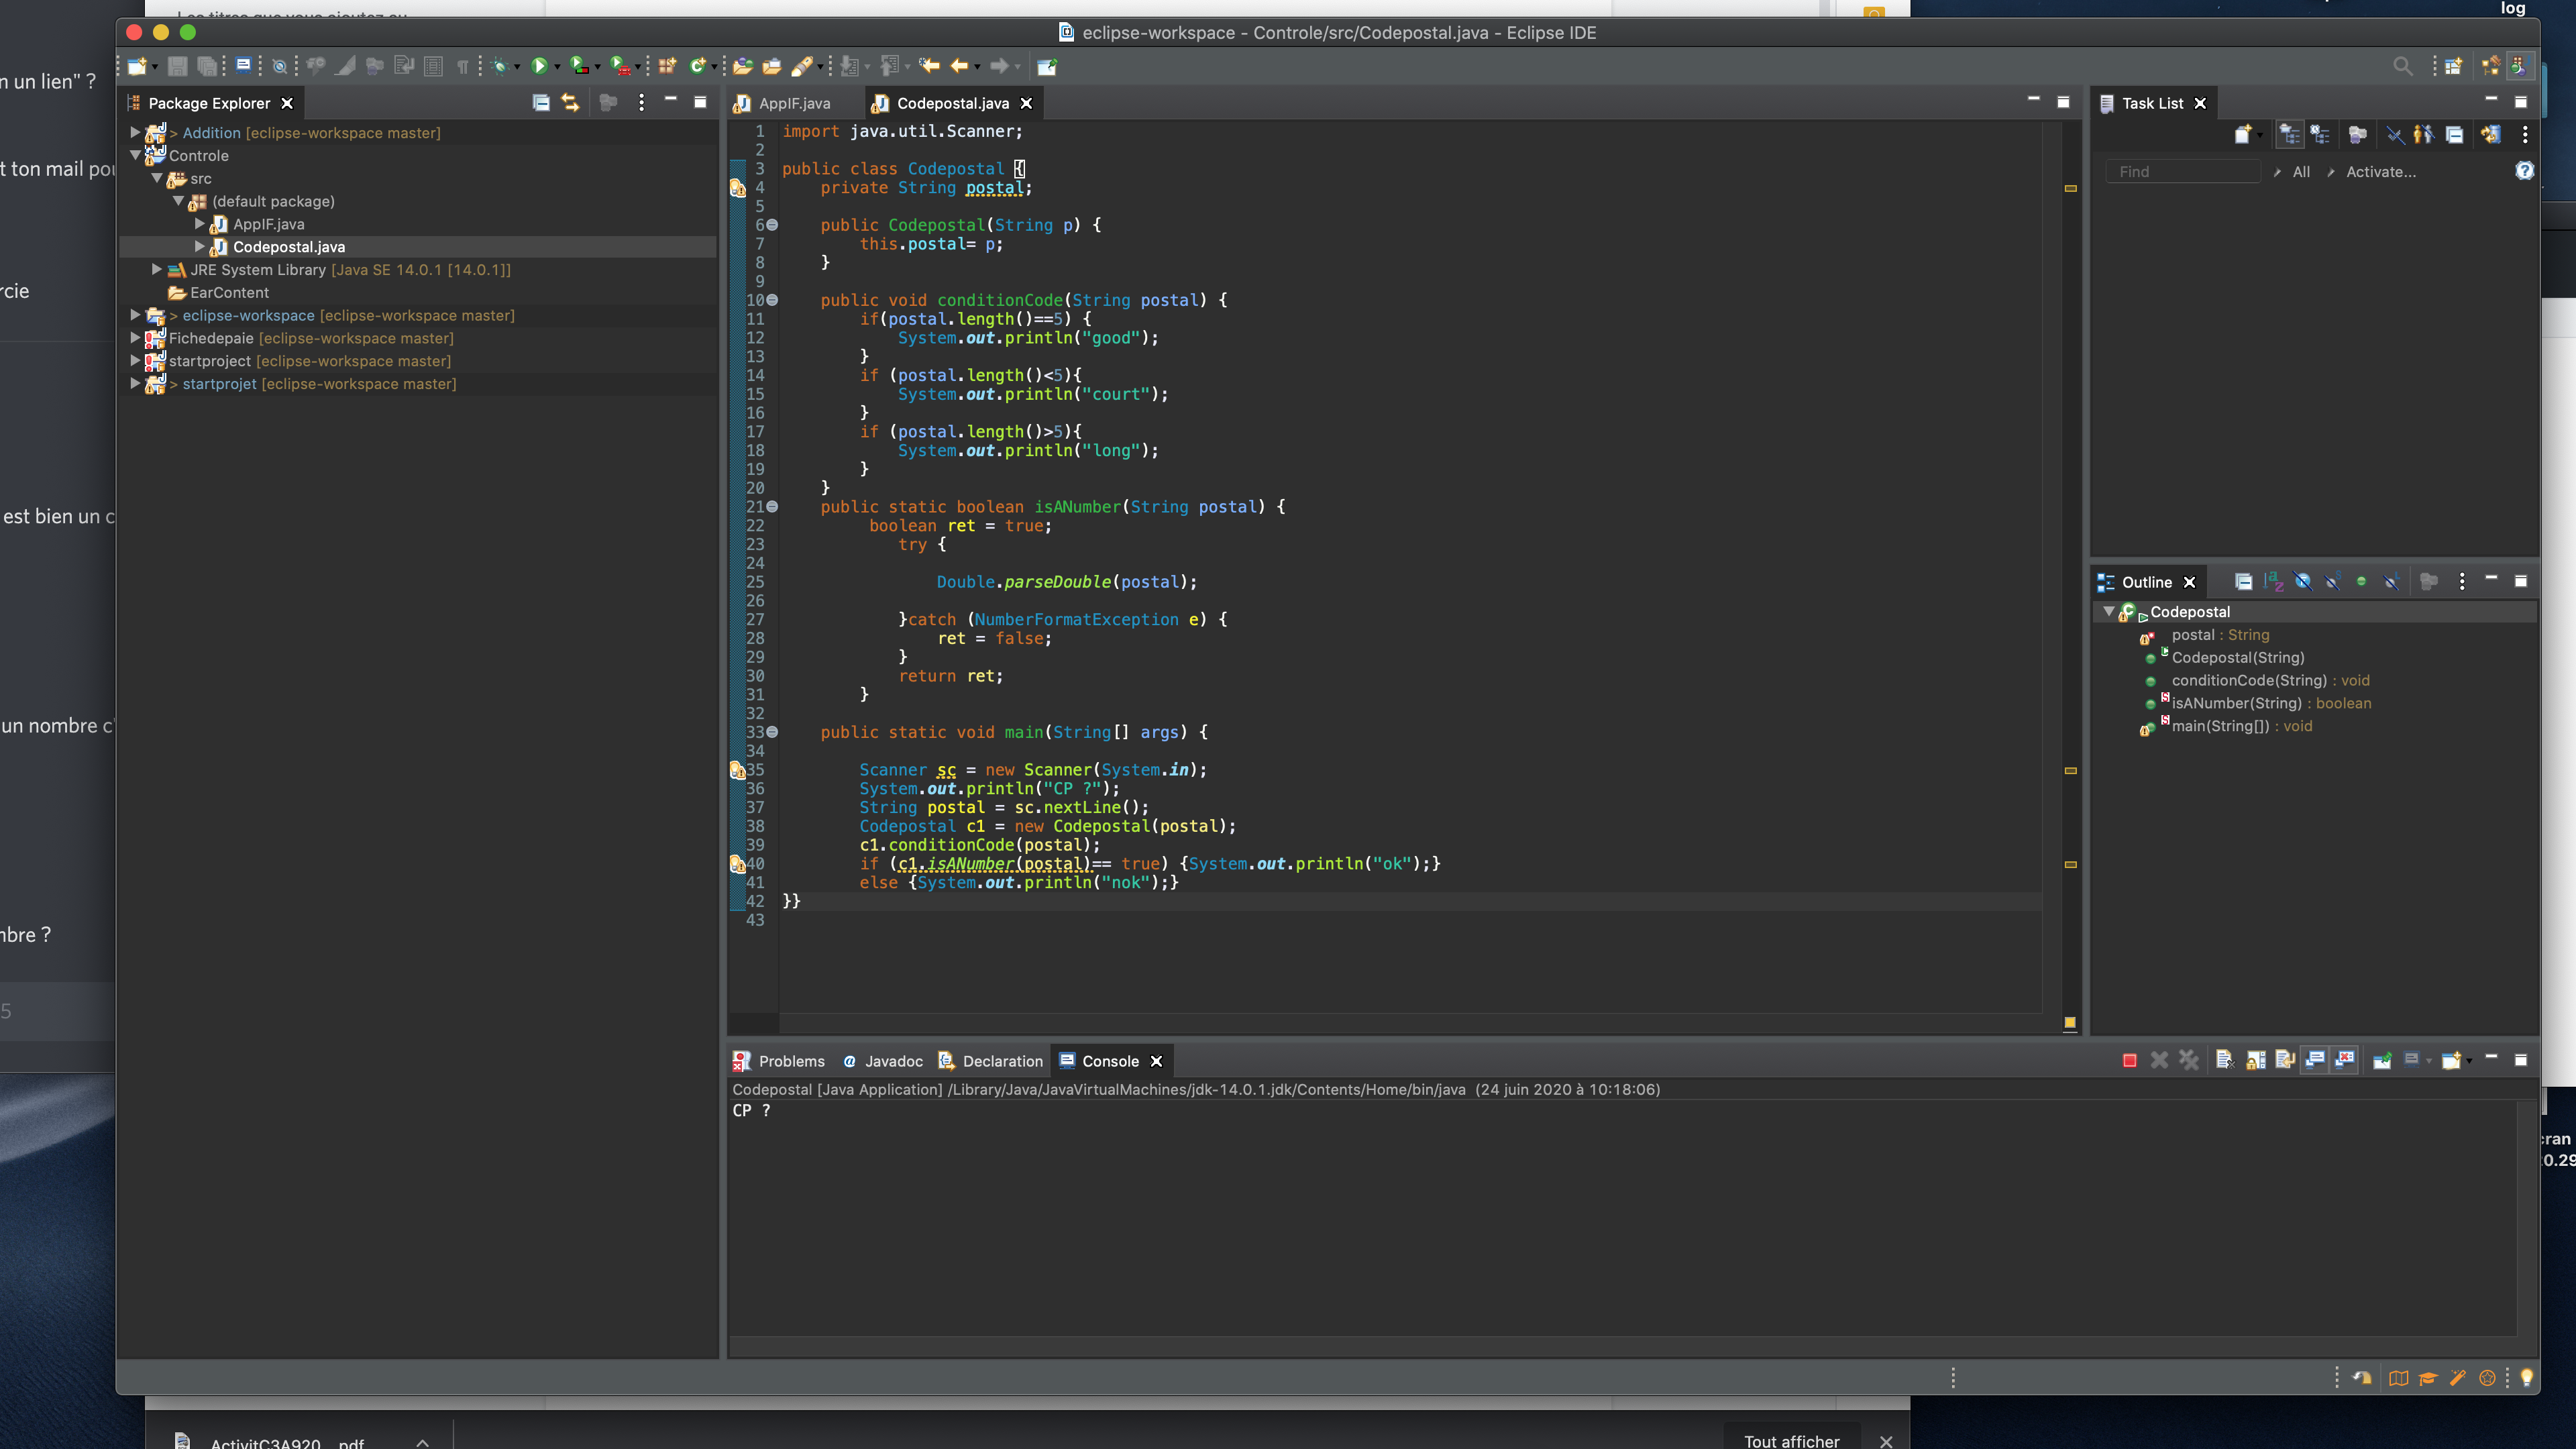 Les titres que vous ajoutez ou
log
eclipse-workspace - Controle/src/Codepostal.java - Eclipse IDE
n un lien" ?
t ton mail pou
rcie
est bien un c
un nombre c'
nbre ?
5
Package Explorer
> Addition [eclipse-workspace master]
Controle
src
(default package)
AppIF.java
Codepostal.java
JRE System Library [Java SE 14.0.1 [14.0.1]]
EarContent
> eclipse-workspace [eclipse-workspace master]
Fichedepaie [eclipse-workspace master]
startproject [eclipse-workspace master]
> startprojet [eclipse-workspace master]
AppIF.java Codepostal.java
1 import java.util.Scanner;
2
3 public class Codepostal {
4 private String postal;
5
6 public Codepostal(String p) {
7 this.postal= p;
8 }
9
10 public void conditionCode(String postal) {
11 if(postal.length()==5) {
12 System.out.println("good");
13 }
14 if (postal.length()<5){
15 System.out.println("court");
16 }
17 if (postal.length()>5){
18 System.out.println("long");
19 }
20 }
21 public static boolean isANumber(String postal) {
22 boolean ret = true;
23 try {
24
25 Double.parseDouble(postal);
26
27 }catch (NumberFormatException e) {
28 ret = false;
29 }
30 return ret;
31 }
32
33 public static void main(String[] args) {
34
35 Scanner sc = new Scanner(System.in);
36 System.out.println("CP ?");
37 String postal = sc.nextLine();
38 Codepostal c1 = new Codepostal(postal);
39 c1.conditionCode(postal);
40 if (c1.isANumber(postal)== true) {System.out.println("ok");}
41 else {System.out.println("nok");}
42 }}
43
Task List
Find All Activate...
Outline
Codepostal
postal : String
Codepostal(String)
conditionCode(String) : void
isANumber(String) : boolean
main(String[]) : void
Problems Javadoc Declaration Console
Codepostal [Java Application] /Library/Java/JavaVirtualMachines/jdk-14.0.1.jdk/Contents/Home/bin/java (24 juin 2020 à 10:18:06)
CP ?
cran
0.29
ActivitC3A920....pdf
Tout afficher